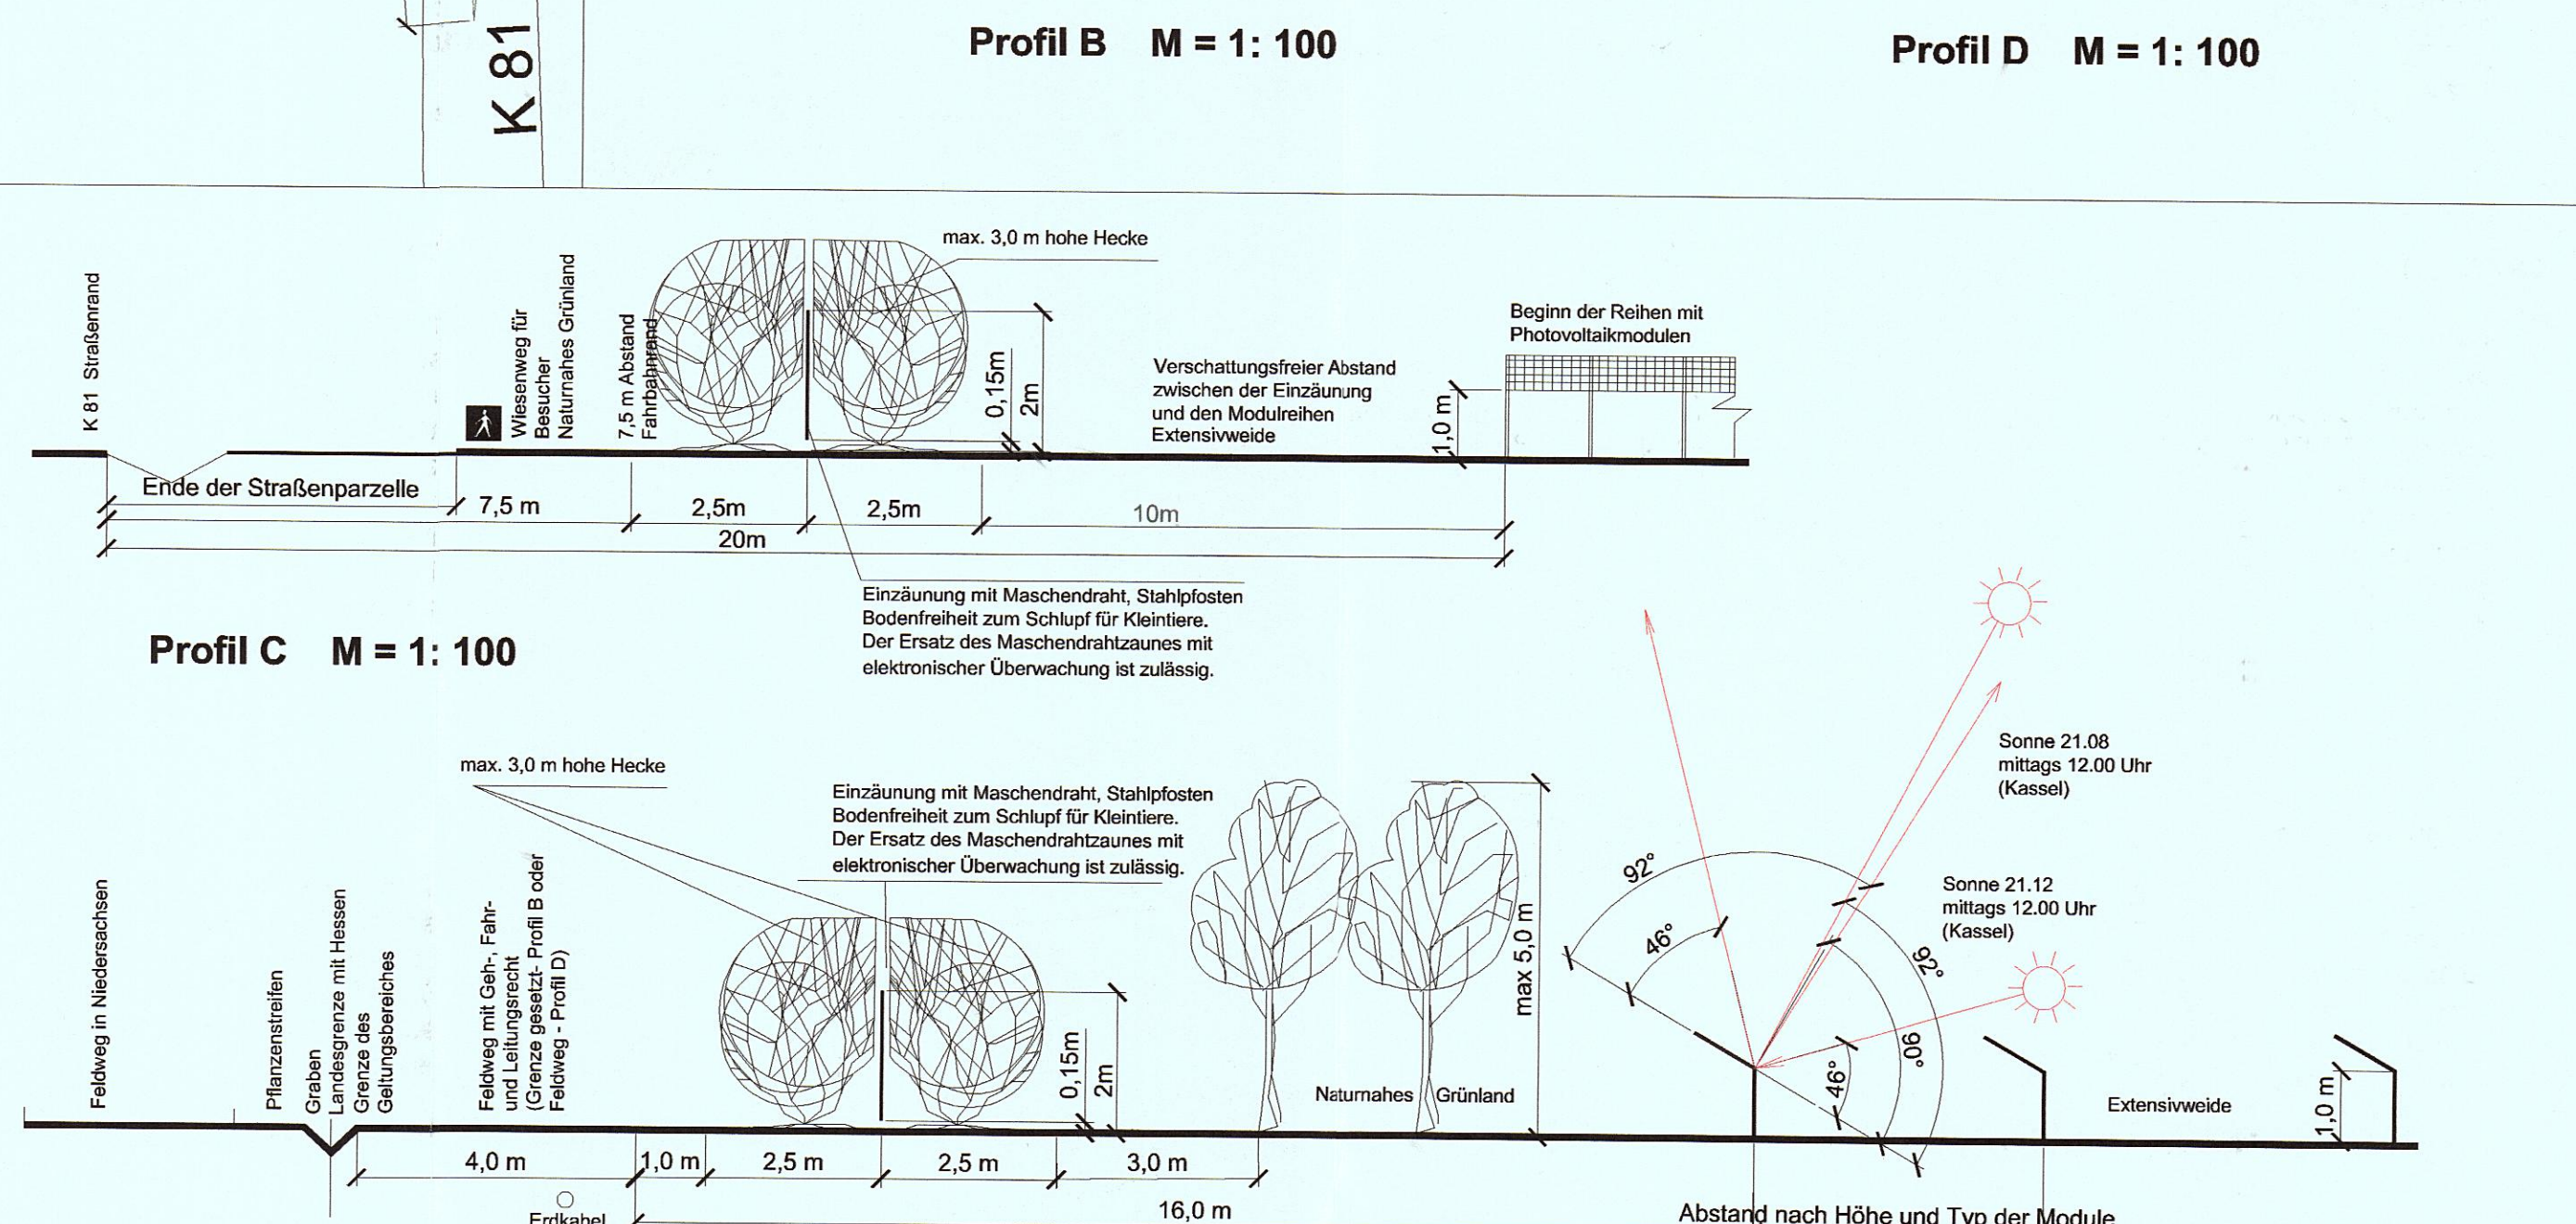 K 81
Profil B M = 1: 100
Profil D M = 1: 100
K 81 Straßenrand
Wiesenweg für
Besucher
Naturnahes Grünland
7,5 m Abstand
Fahrbahnrand
max. 3,0 m hohe Hecke
0,15m
2m
Verschattungsfreier Abstand
zwischen der Einzäunung
und den Modulreihen
Extensivweide
1,0 m
Beginn der Reihen mit
Photovoltaikmodulen
Ende der Straßenparzelle
7,5 m
2,5m
2,5m
10m
20m
Einzäunung mit Maschendraht, Stahlpfosten
Bodenfreiheit zum Schlupf für Kleintiere.
Der Ersatz des Maschendrahtzaunes mit
elektronischer Überwachung ist zulässig.
Profil C M = 1: 100
max. 3,0 m hohe Hecke
Einzäunung mit Maschendraht, Stahlpfosten
Bodenfreiheit zum Schlupf für Kleintiere.
Der Ersatz des Maschendrahtzaunes mit
elektronischer Überwachung ist zulässig.
Feldweg in Niedersachsen
Pflanzenstreifen
Graben
Landesgrenze mit Hessen
Grenze des
Geltungsbereiches
Feldweg mit Geh-, Fahr-
und Leitungsrecht
(Grenze gesetzt- Profil B oder
Feldweg - Profil D)
0,15m
2m
Naturnahes Grünland
max 5,0 m
92°
46°
Sonne 21.08
mittags 12.00 Uhr
(Kassel)
Sonne 21.12
mittags 12.00 Uhr
(Kassel)
92°
90°
46°
Extensivweide
1,0 m
4,0 m
1,0 m
2,5 m
2,5 m
3,0 m
16,0 m
Erdkabel
Abstand nach Höhe und Typ der Module